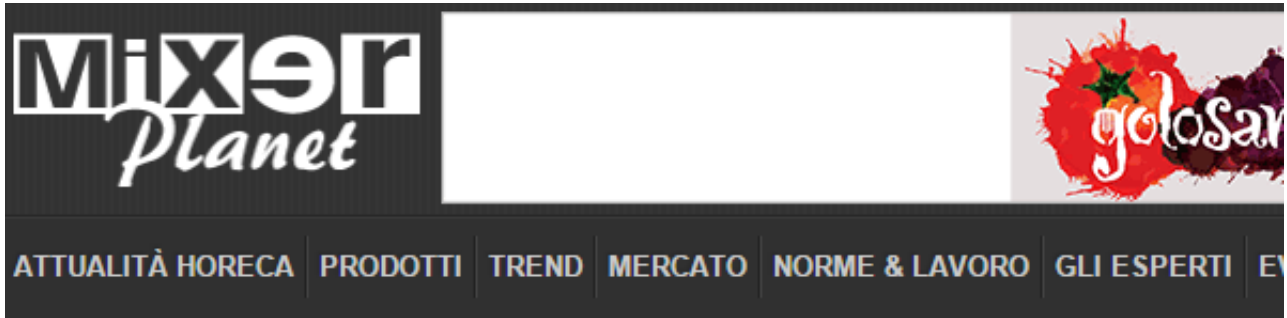 Mixer
Planet
ATTUALITÀ HORECA PRODOTTI TREND MERCATO NORME & LAVORO GLI ESPERTI